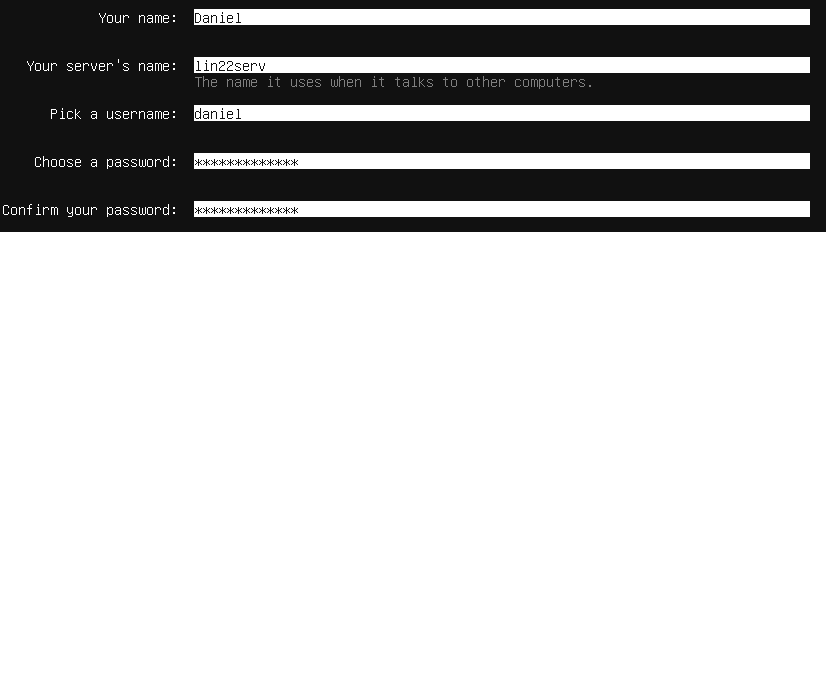 Your name: Daniel
Your server's name: lin22serv
The name it uses when it talks to other computers.
Pick a username: daniel
Choose a password: *************
Confirm your password: *************